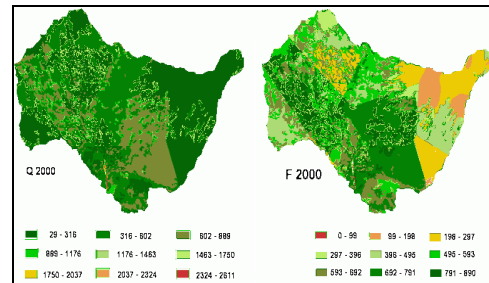 Q 2000
F 2000
29 - 316 316 - 602 602 - 889
889 - 1176 1176 - 1463 1463 - 1750
1750 - 2037 2037 - 2324 2324 - 2611
0 - 99 99 - 198 198 - 297
297 - 396 396 - 495 495 - 593
593 - 692 692 - 791 791 - 890